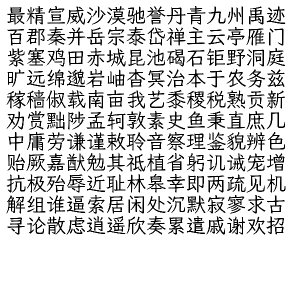 最精宣威沙漠驰誉丹青九州禹迹
百郡秦并岳宗泰岱禅主云亭雁门
紫塞鸡田赤城昆池碣石钜野洞庭
旷远绵邈岩岫杳冥治本于农务兹
稼穑俶载南亩我艺黍稷税熟贡新
劝赏黜陟孟轲敦素史鱼秉直庶几
中庸劳谦谨敕聆音察理鉴貌辨色
贻厥嘉猷勉其祗植省躬讥诫宠增
抗极殆辱近耻林皋幸即两疏见机
解组谁逼索居闲处沉默寂寥求古
寻论散虑逍遥欣奏累遣戚谢欢招